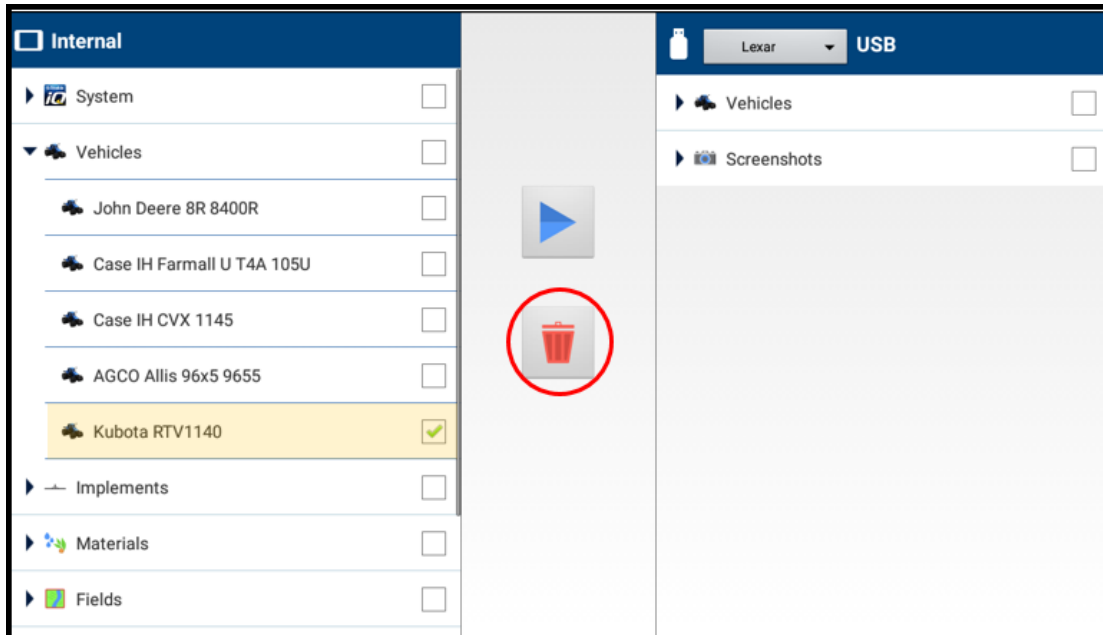 Internal
System
Vehicles
John Deere 8R 8400R
Case IH Farmall U T4A 105U
Case IH CVX 1145
AGCO Allis 96x5 9655
Kubota RTV1140
Implements
Materials
Fields
Lexar USB
Vehicles
Screenshots